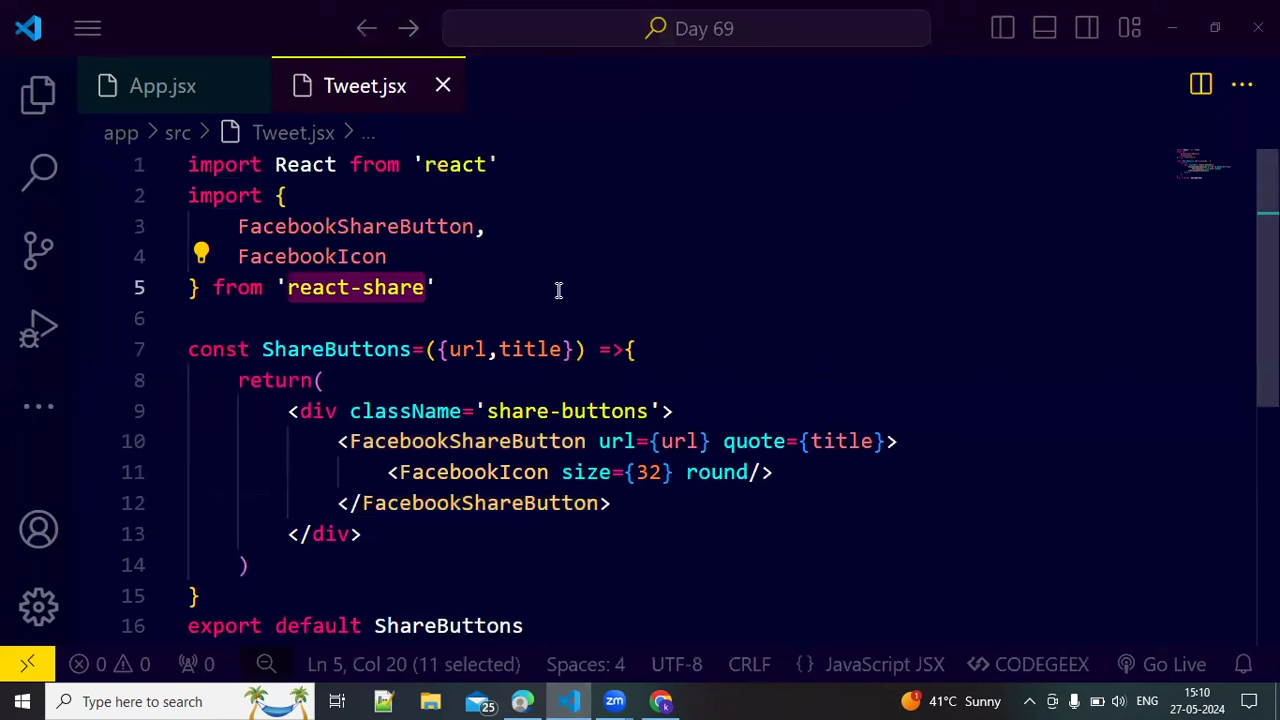 Day 69
App.jsx
Tweet.jsx
app > src > Tweet.jsx > ...
1 import React from 'react'
2 import {
3 FacebookShareButton,
4 FacebookIcon
5 } from 'react-share'
6
7 const ShareButtons=({url,title}) =>{
8 return(
9 <div className='share-buttons'>
10 <FacebookShareButton url={url} quote={title}>
11 <FacebookIcon size={32} round/>
12 </FacebookShareButton>
13 </div>
14 )
15 }
16 export default ShareButtons
0 0 0 Ln 5, Col 20 (11 selected) Spaces: 4 UTF-8 CRLF {} JavaScript JSX CODEGEEX Go Live
Type here to search 25 zm k 1 41°C Sunny ENG 15:10
27-05-2024